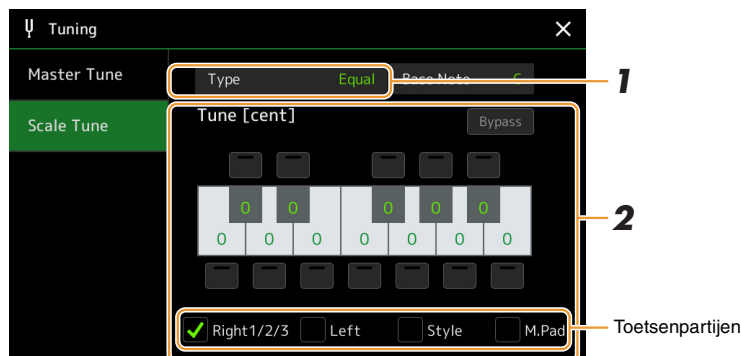 Tuning
Master Tune
Type Equal Base Note C
1
Scale Tune
Tune [cent]
Bypass
0 0 0 0 0
0 0 0 0 0 0 0
2
Right1/2/3 Left Style M.Pad
Toetsenpartijen